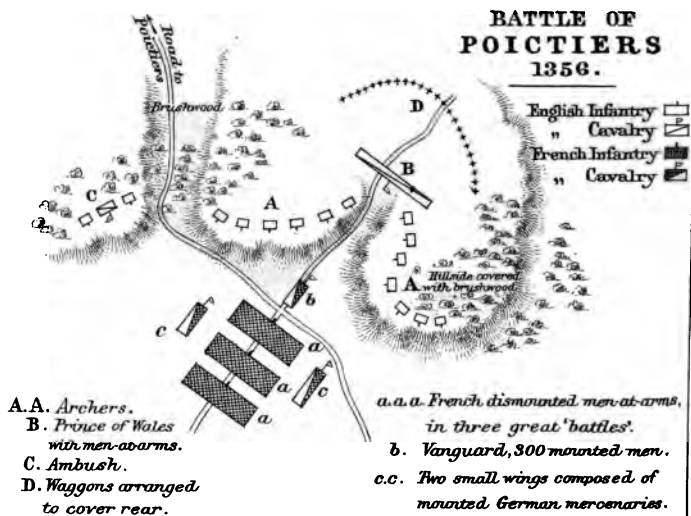 BATTLE OF
POICTIERS
1356.
Road to
Poictiers
Brushwood
D
English Infantry
" Cavalry
French Infantry
" Cavalry
B
C
A
A
Hillside covered
with brushwood
b
c
a
a
c
a
A.A. Archers.
B. Prince of Wales
with men-at-arms.
C. Ambush.
D. Waggons arranged
to cover rear.
a.a.a. French dismounted men-at-arms,
in three great 'battles'.
b. Vanguard, 300 mounted men.
c.c. Two small wings composed of
mounted German mercenaries.